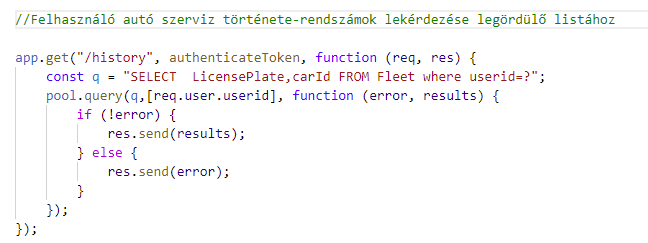 //Felhasználó autó szerviz története-rendszámok lekérdezése legördülő listához
app.get("/history", authenticateToken, function (req, res) {
    const q = "SELECT  LicensePlate,carId FROM Fleet where userid=?";
    pool.query(q,[req.user.userid], function (error, results) {
        if (!error) {
            res.send(results);
        } else {
            res.send(error);
        }
    });
});